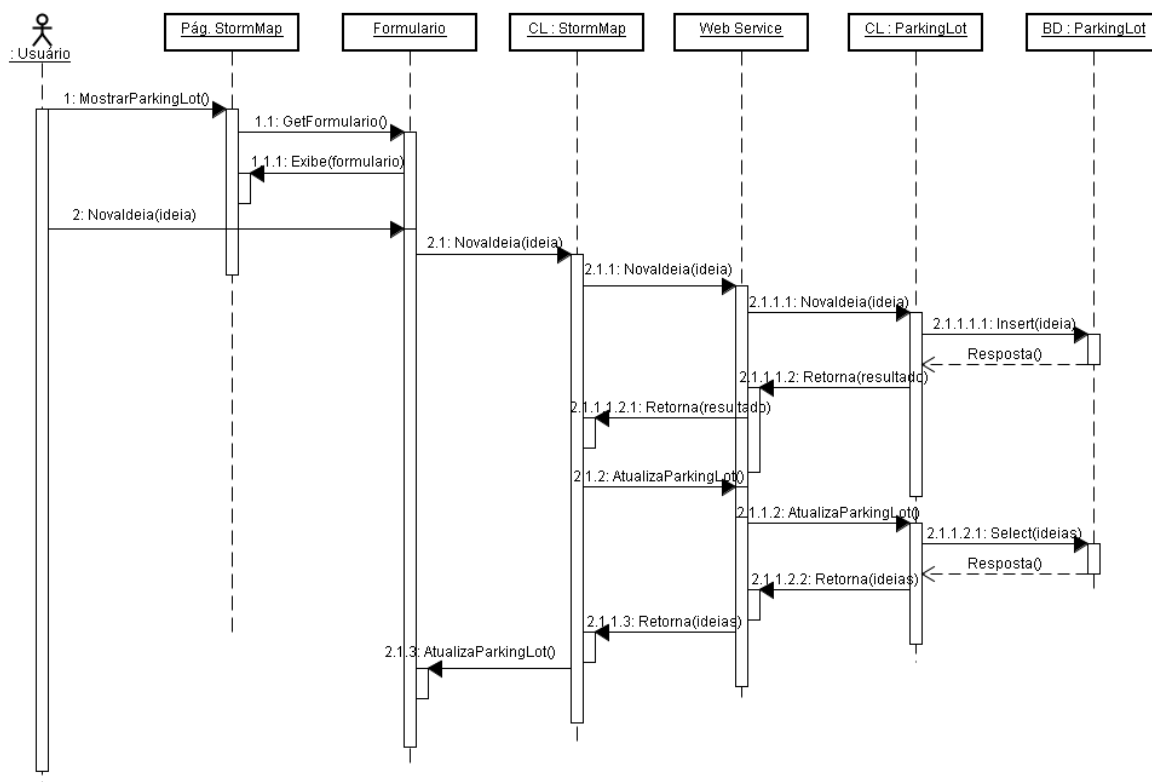 : Usuário
Pág. StormMap
Formulario
CL : StormMap
Web Service
CL : ParkingLot
BD : ParkingLot
1: MostrarParkingLot()
1.1: GetFormulario()
1.1.1: Exibe(formulario)
2: NovaIdeia(ideia)
2.1: NovaIdeia(ideia)
2.1.1: NovaIdeia(ideia)
2.1.1.1: NovaIdeia(ideia)
2.1.1.1.1: Insert(ideia)
Resposta()
2.1.1.1.2: Retorna(resultado)
2.1.1.1.2.1: Retorna(resultado)
2.1.2: AtualizaParkingLot()
2.1.1.2: AtualizaParkingLot()
2.1.1.2.1: Select(ideias)
Resposta()
2.1.1.2.2: Retorna(ideias)
2.1.1.3: Retorna(ideias)
2.1.3: AtualizaParkingLot()